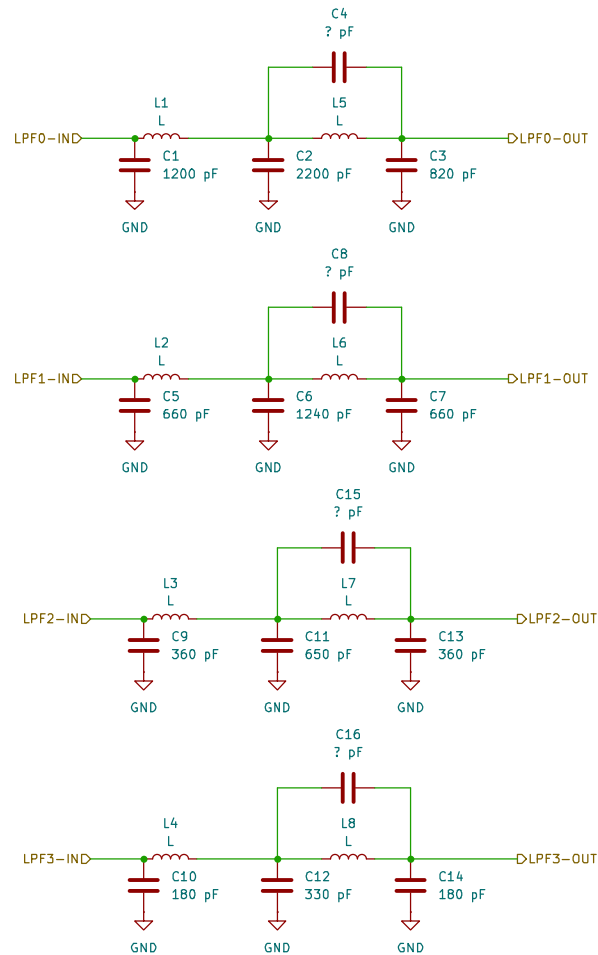 C4
? pF
L1
L
L5
L
LPF0-IN
LPF0-OUT
C1
1200 pF
C2
2200 pF
C3
820 pF
GND
GND
GND
C8
? pF
L2
L
L6
L
LPF1-IN
LPF1-OUT
C5
660 pF
C6
1240 pF
C7
660 pF
GND
GND
GND
C15
? pF
L3
L
L7
L
LPF2-IN
LPF2-OUT
C9
360 pF
C11
650 pF
C13
360 pF
GND
GND
GND
C16
? pF
L4
L
L8
L
LPF3-IN
LPF3-OUT
C10
180 pF
C12
330 pF
C14
180 pF
GND
GND
GND